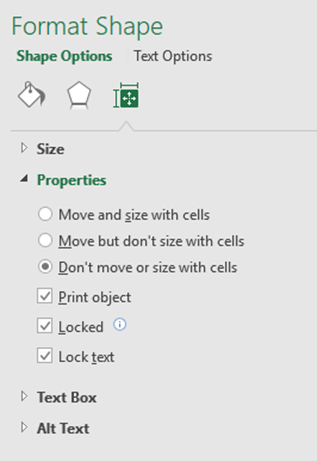 Format Shape
Shape Options Text Options
Size
Properties
Move and size with cells
Move but don't size with cells
Don't move or size with cells
Print object
Locked
Lock text
Text Box
Alt Text